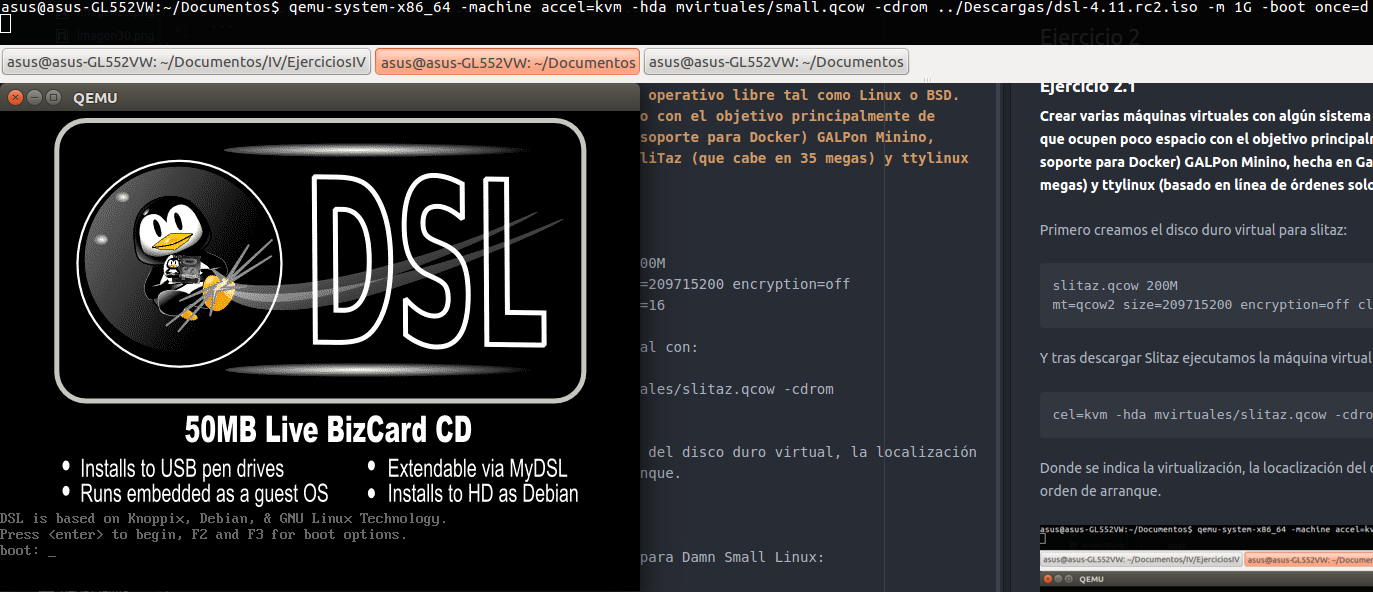 asus@asus-GL552VW:~/Documentos$ qemu-system-x86_64 -machine accel=kvm -hda mvirtuales/small.qcow -cdrom ../Descargas/dsl-4.11.rc2.iso -m 1G -boot once=d
Imagen30.png
Ejercicio 2
asus@asus-GL552VW: ~/Documentos/IV/EjerciciosIV
asus@asus-GL552VW: ~/Documentos
asus@asus-GL552VW: ~/Documentos
QEMU
DSL
50MB Live BizCard CD
Installs to USB pen drives
Runs embedded as a guest OS
Extendable via MyDSL
Installs to HD as Debian
DSL is based on Knoppix, Debian, & GNU Linux Technology.
Press <enter> to begin, F2 and F3 for boot options.
boot: _
operativo libre tal como Linux o BSD.
o con el objetivo principalmente de
soporte para Docker) GALPon Minino,
liTaz (que cabe en 35 megas) y ttylinux
00M
=209715200 encryption=off
=16
al con:
ales/slitaz.qcow -cdrom
del disco duro virtual, la localización
nque.
para Damn Small Linux:
Ejercicio 2.1
Crear varias máquinas virtuales con algún sistema
que ocupen poco espacio con el objetivo principalm
soporte para Docker) GALPon Minino, hecha en Ga
megas) y ttylinux (basado en línea de órdenes solo
Primero creamos el disco duro virtual para slitaz:
slitaz.qcow 200M
mt=qcow2 size=209715200 encryption=off cl
Y tras descargar Slitaz ejecutamos la máquina virtual
cel=kvm -hda mvirtuales/slitaz.qcow -cdro
Donde se indica la virtualización, la locaclización del d
orden de arranque.
asus@asus-GL552VW:~/Documentos$ qemu-system-x86_64 -machine accel=kv
asus@asus-GL552VW: ~/Documentos/IV/EjerciciosIV
asus@asus-GL552VW: ~/Documen
QEMU